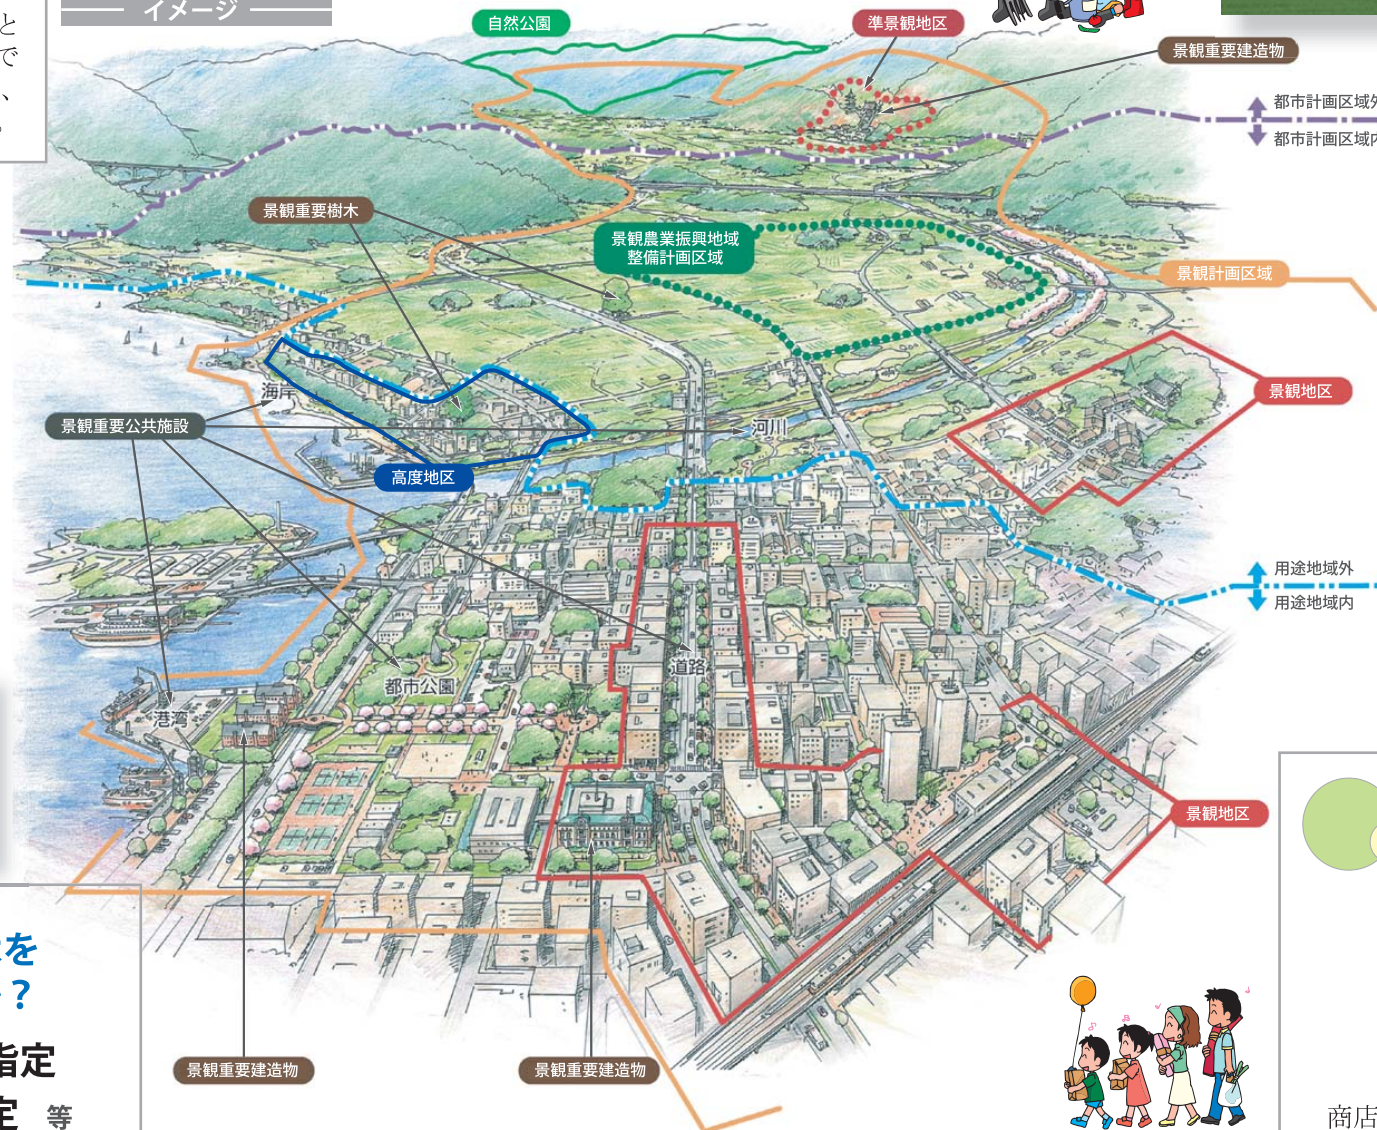 と
で
、
。
イメージ
自然公園
準景観地区
景観重要建造物
都市計画区域外
都市計画区域内
景観重要樹木
景観農業振興地域
整備計画区域
景観計画区域
海岸
景観地区
景観重要公共施設
河川
高度地区
用途地域外
用途地域内
道路
都市公園
港湾
景観地区
を
？
指定
定 等
景観重要建造物
景観重要建造物
商店